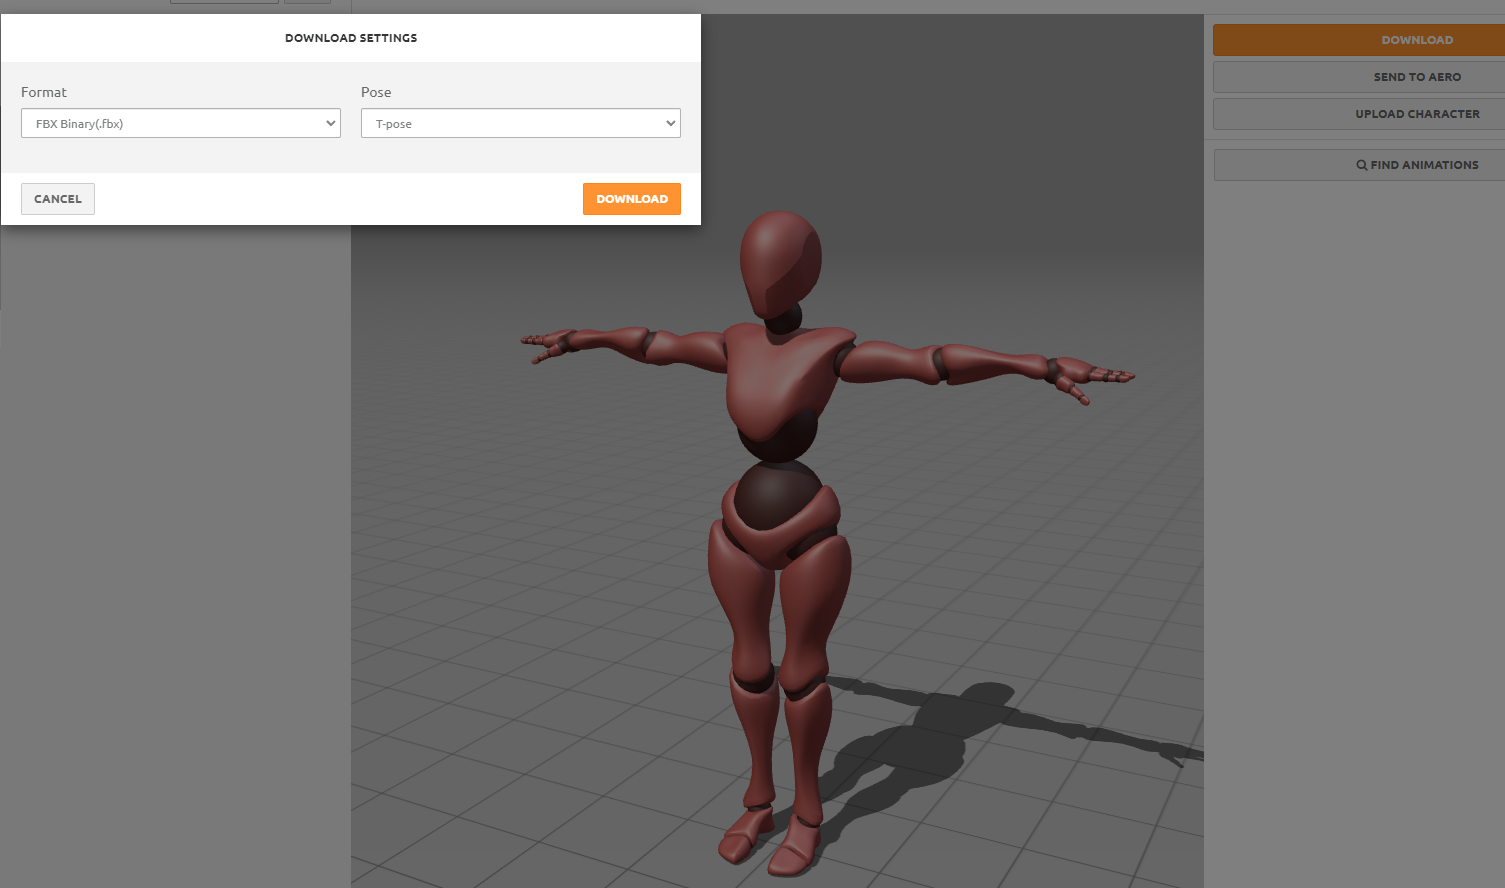 DOWNLOAD SETTINGS
Format
Pose
FBX Binary(.fbx)
T-pose
CANCEL
DOWNLOAD
DOWNLOAD
SEND TO AERO
UPLOAD CHARACTER
FIND ANIMATIONS